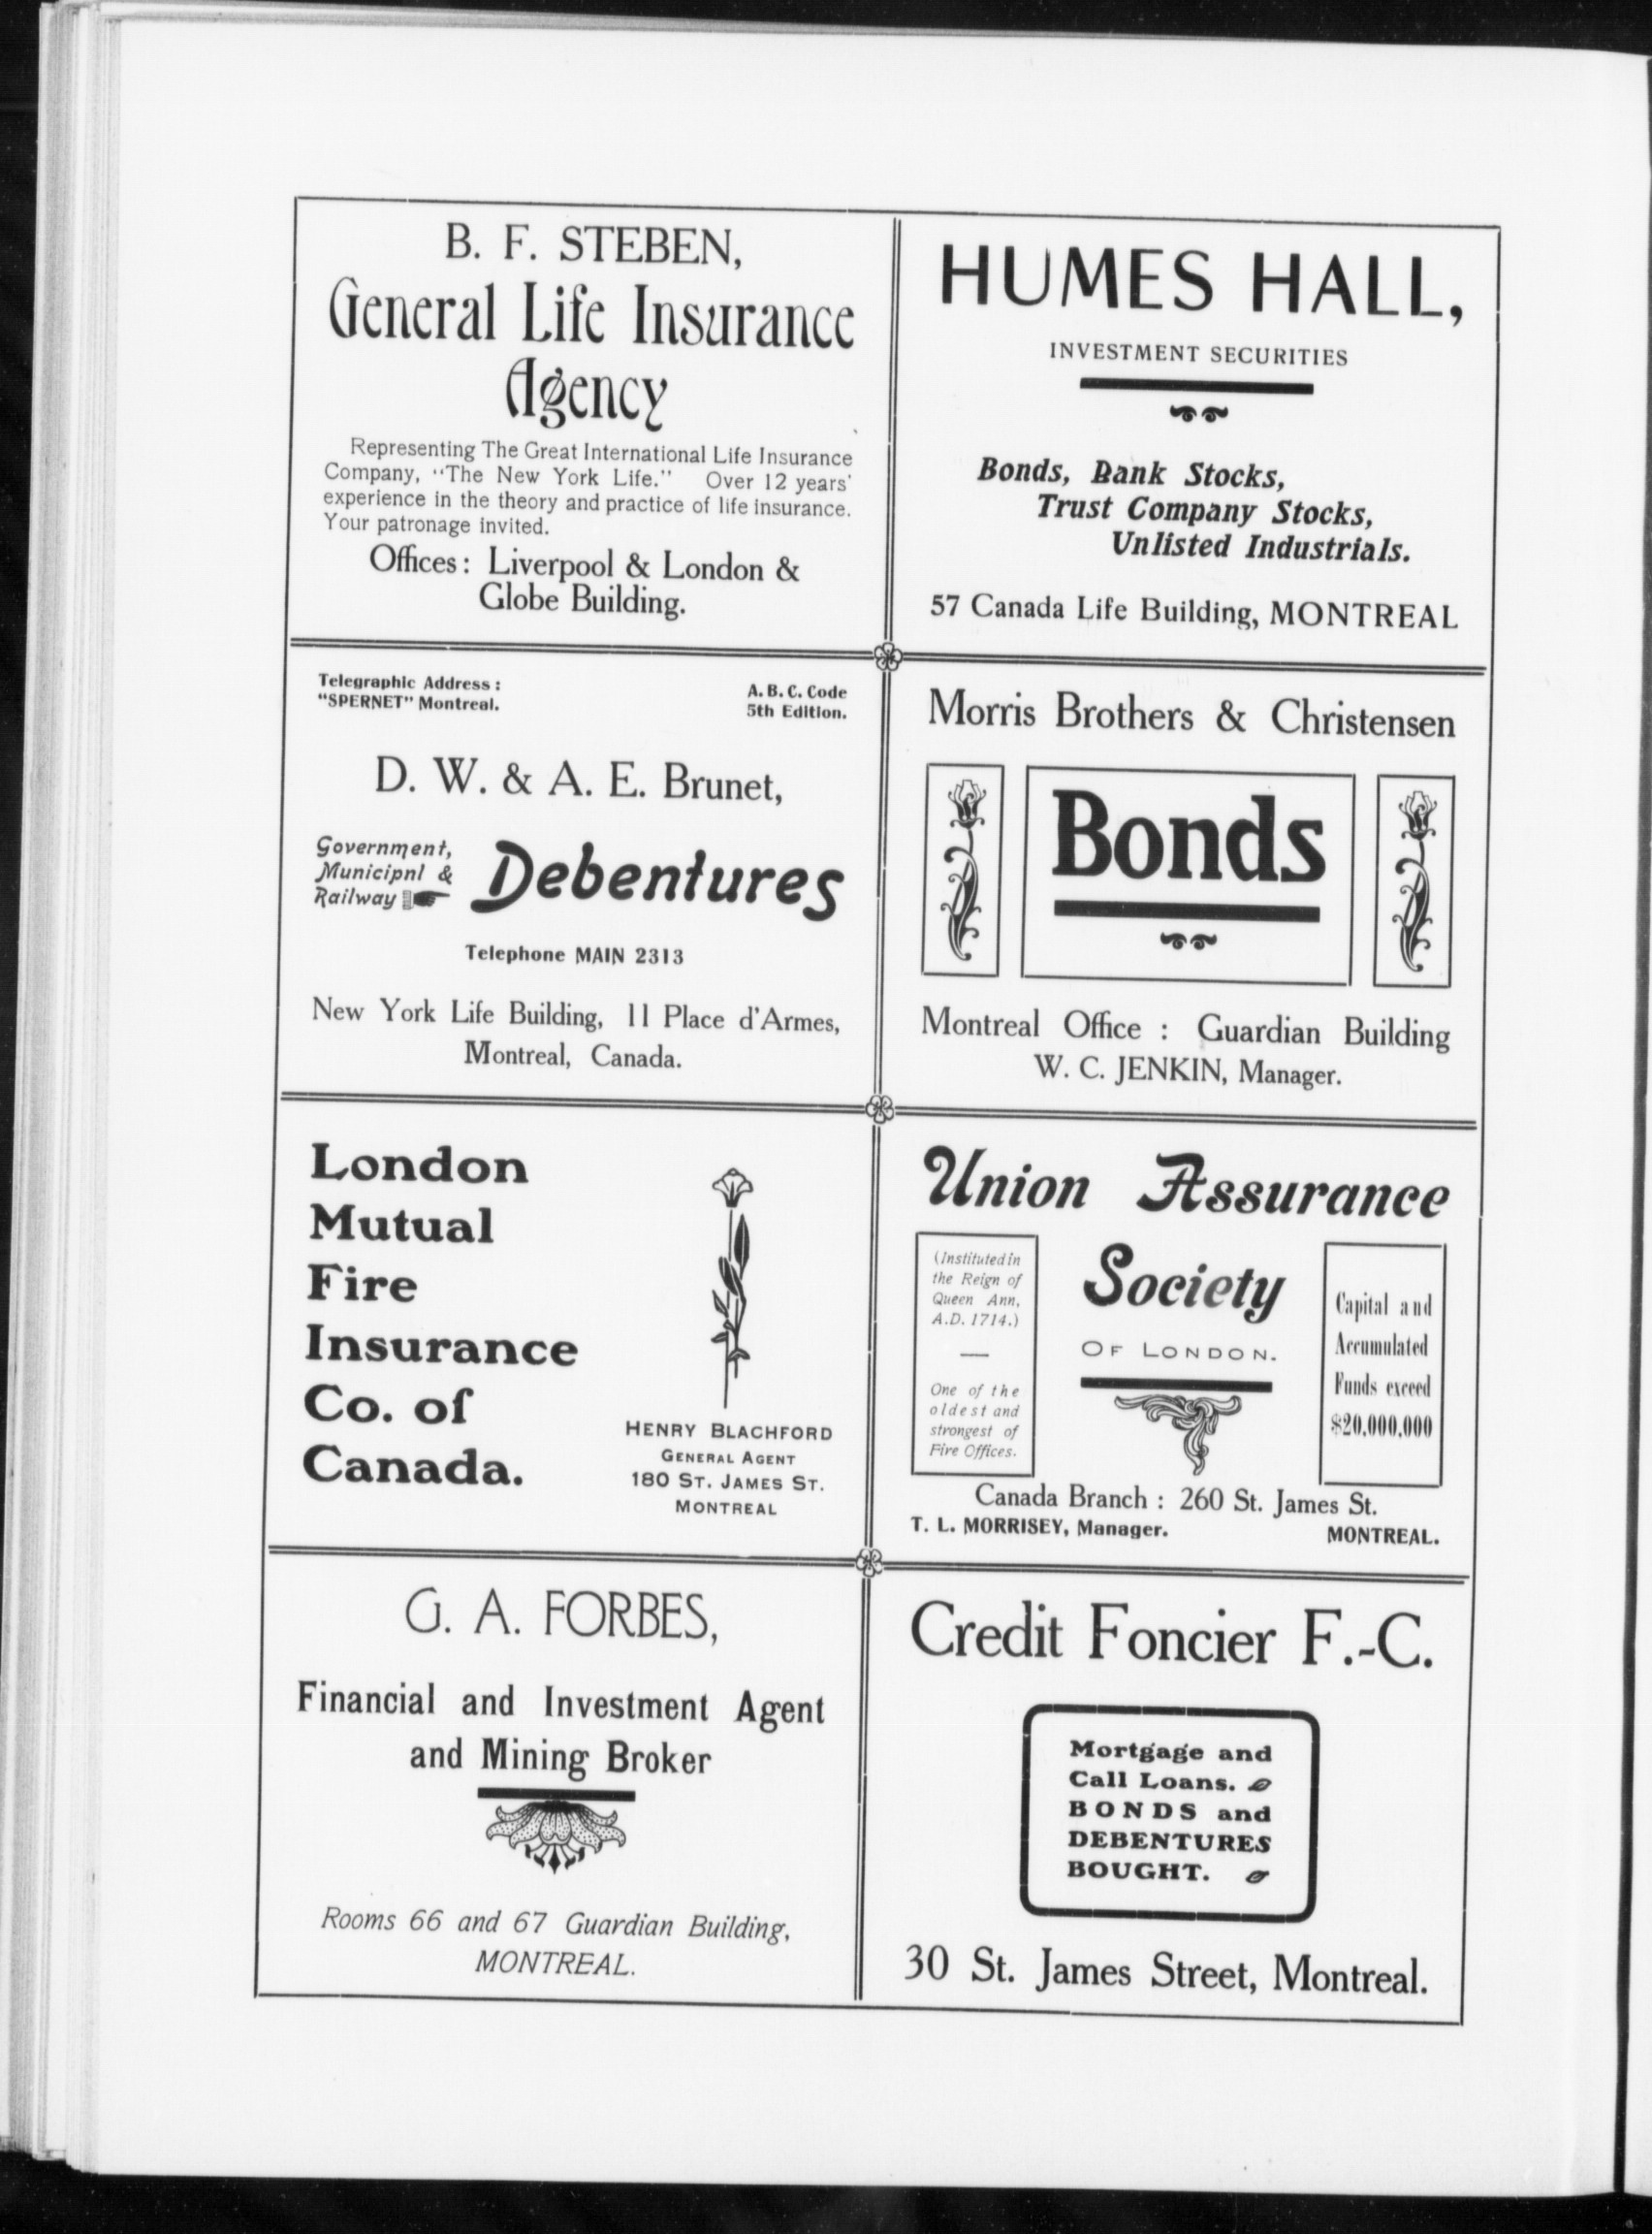 B. F. STEBEN,
General Life Insurance
Agency
Representing The Great International Life Insurance
Company, "The New York Life." Over 12 years'
experience in the theory and practice of life insurance.
Your patronage invited.
Offices: Liverpool & London &
Globe Building.
HUMES HALL,
INVESTMENT SECURITIES
Bonds, Bank Stocks,
Trust Company Stocks,
Unlisted Industrials.
57 Canada Life Building, MONTREAL
Telegraphic Address:
"SPERNET" Montreal.
A. B. C. Code
5th Edition.
D. W. & A. E. Brunet,
Government,
Municipnl &
Railway
Debentures
Telephone MAIN 2313
New York Life Building, 11 Place d'Armes,
Montreal, Canada.
Morris Brothers & Christensen
Bonds
Montreal Office : Guardian Building
W. C. JENKIN, Manager.
London
Mutual
Fire
Insurance
Co. of
Canada.
HENRY BLACHFORD
GENERAL AGENT
180 ST. JAMES ST.
MONTREAL
Union Assurance
Society
OF LONDON.
(Instituted in
the Reign of
Queen Ann,
A.D. 1714.)
One of the
oldest and
strongest of
Fire Offices.
Capital and
Accumulated
Funds exceed
$20,000,000
Canada Branch : 260 St. James St.
T. L. MORRISEY, Manager.
MONTREAL.
G. A. FORBES,
Financial and Investment Agent
and Mining Broker
Rooms 66 and 67 Guardian Building,
MONTREAL.
Credit Foncier F.-C.
Mortgage and
Call Loans.
BONDS and
DEBENTURES
BOUGHT.
30 St. James Street, Montreal.